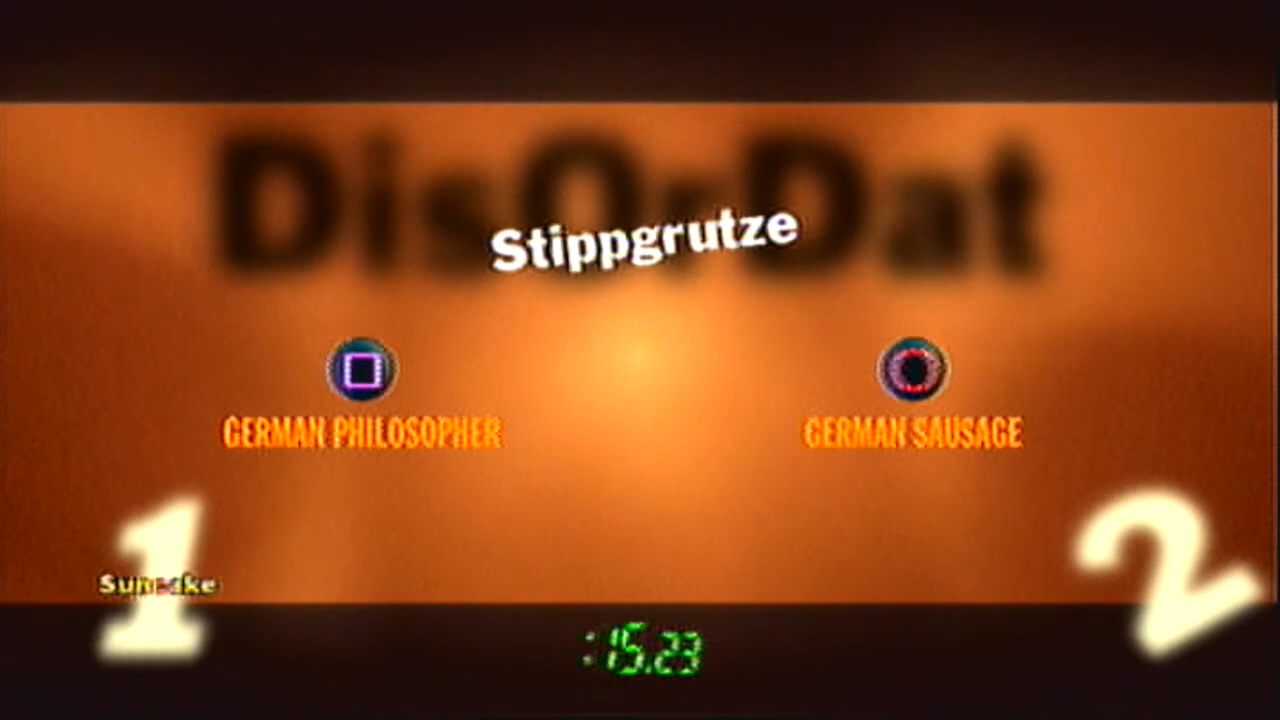 DisOrDat
Stippgrutze
GERMAN PHILOSOPHER
GERMAN SAUSAGE
1
2
:15.23